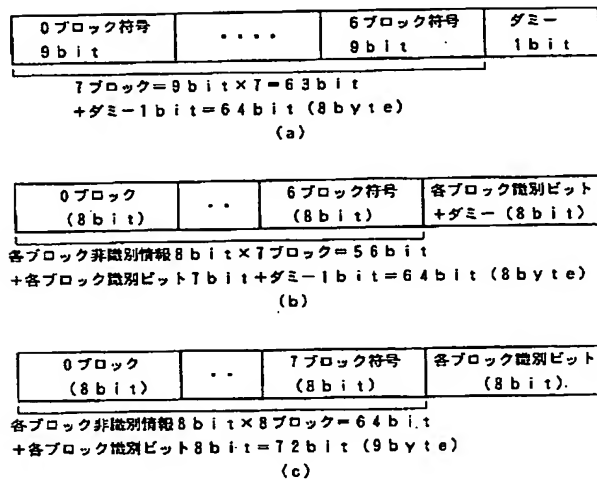 0ブロック符号 ・・・・ 6ブロック符号 ダミー
9bit 9bit 1bit
7ブロック=9bit×7=63bit
+ダミー1bit=64bit(8byte)
(a)
0ブロック ・・ 6ブロック符号 各ブロック識別ビット
(8bit) (8bit) +ダミー(8bit)
各ブロック非識別情報8bit×7ブロック=56bit
+各ブロック識別ビット7bit+ダミー1bit=64bit(8byte)
(b)
0ブロック ・・ 7ブロック符号 各ブロック識別ビット
(8bit) (8bit) (8bit).
各ブロック非識別情報8bit×8ブロック=64bit
+各ブロック識別ビット8bit=72bit(9byte)
(c)